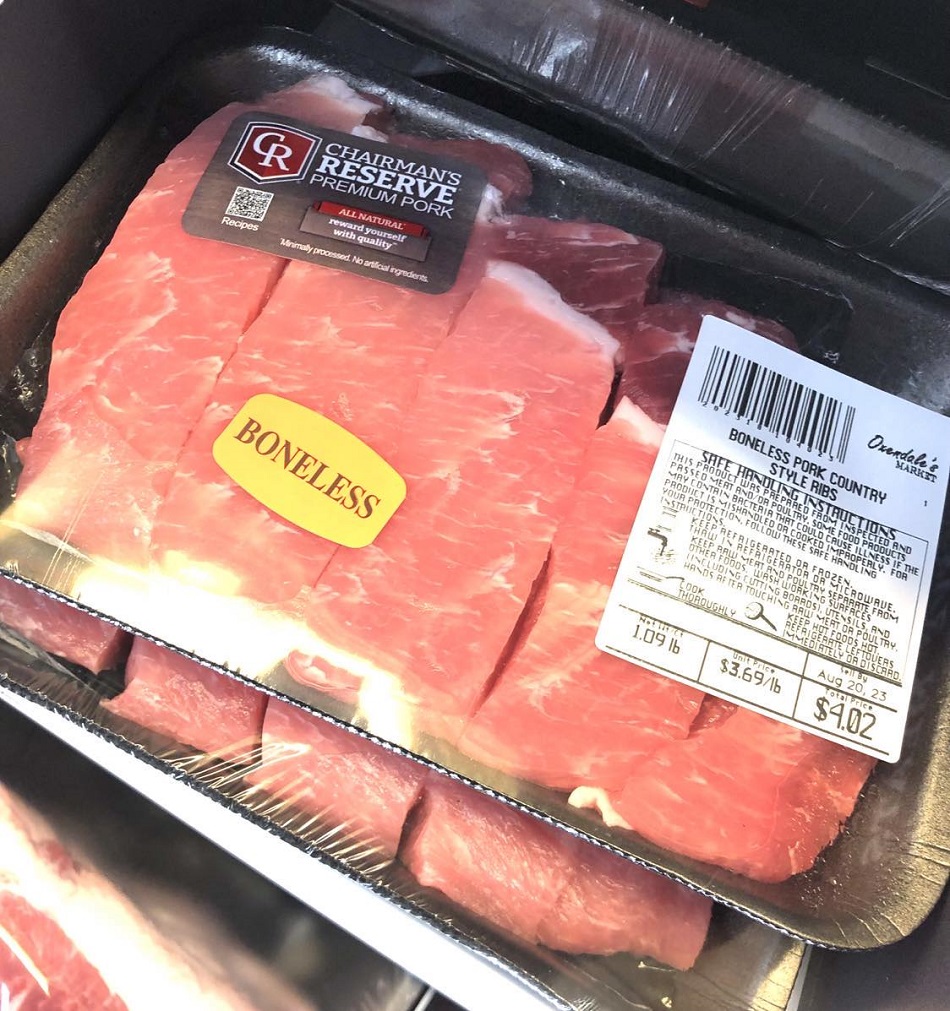 CR
CHAIRMAN'S
RESERVE
PREMIUM PORK
ALL NATURAL*
reward yourself
with quality™
Recipes
*Minimally processed. No artificial ingredients.
BONELESS
Oxendale's
MARKET
BONELESS PORK COUNTRY
STYLE RIBS
SAFE HANDLING INSTRUCTIONS
THIS PRODUCT WAS PREPARED FROM INSPECTED AND
PASSED MEAT AND/OR POULTRY. SOME FOOD PRODUCTS
MAY CONTAIN BACTERIA THAT COULD CAUSE ILLNESS IF THE
PRODUCT IS MISHANDLED OR COOKED IMPROPERLY. FOR
YOUR PROTECTION, FOLLOW THESE SAFE HANDLING
INSTRUCTIONS.
KEEP REFRIGERATED OR FROZEN.
THAW IN REFRIGERATOR OR MICROWAVE.
KEEP RAW MEAT AND POULTRY SEPARATE FROM
OTHER FOODS. WASH WORKING SURFACES
(INCLUDING CUTTING BOARDS), UTENSILS, AND
HANDS AFTER TOUCHING RAW MEAT OR POULTRY.
COOK
THOROUGHLY
KEEP HOT FOODS HOT.
REFRIGERATE LEFTOVERS
IMMEDIATELY OR DISCARD.
Net Wt/Ct
1.09 lb
Unit Price
$3.69/lb
Sell By
Aug 20, 23
Total Price
$4.02